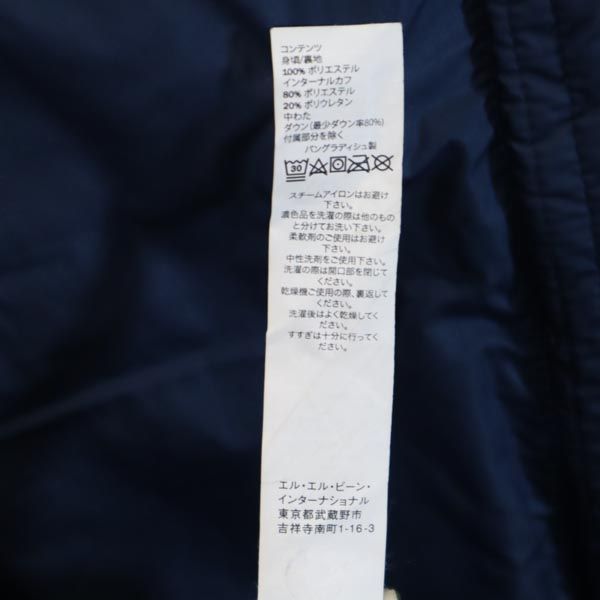 コンテンツ
身頃/裏地
100% ポリエステル
インターナルカフ
80% ポリエステル
20% ポリウレタン
中わた
ダウン(最少ダウン率80%)
付属部分を除く
バングラディシュ製
30
スチームアイロンはお避け
下さい。
濃色品を洗濯の際は他のもの
と分けてお洗い下さい。
柔軟剤のご使用はお避け
下さい。
中性洗剤をご使用下さい。
洗濯の際は開口部を閉じて
ください。
乾燥機ご使用の際、裏返して
ください。
洗濯後はよく乾燥してく
ださい。
すすぎは十分に行ってく
ださい。
エル・エル・ビーン・
インターナショナル
東京都武蔵野市
吉祥寺南町1-16-3